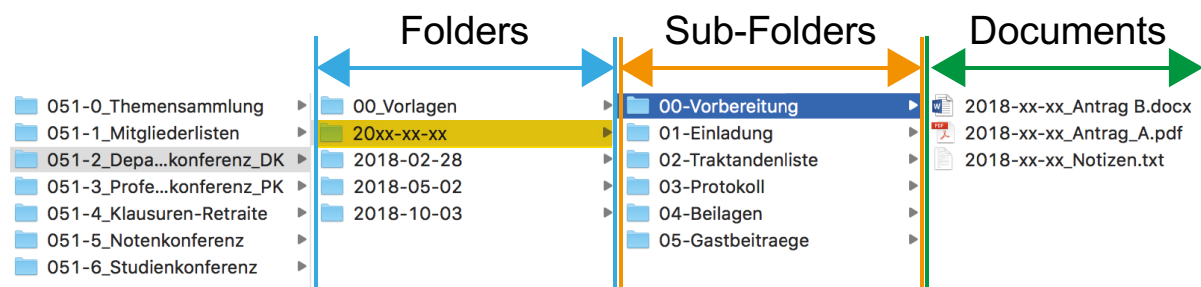 Folders
Sub-Folders
Documents
051-0_Themensammlung
051-1_Mitgliederlisten
051-2_Depa...konferenz_DK
051-3_Profe...konferenz_PK
051-4_Klausuren-Retraite
051-5_Notenkonferenz
051-6_Studienkonferenz
00_Vorlagen
20xx-xx-xx
2018-02-28
2018-05-02
2018-10-03
00-Vorbereitung
01-Einladung
02-Traktandenliste
03-Protokoll
04-Beilagen
05-Gastbeitraege
2018-xx-xx_Antrag B.docx
2018-xx-xx_Antrag_A.pdf
2018-xx-xx_Notizen.txt